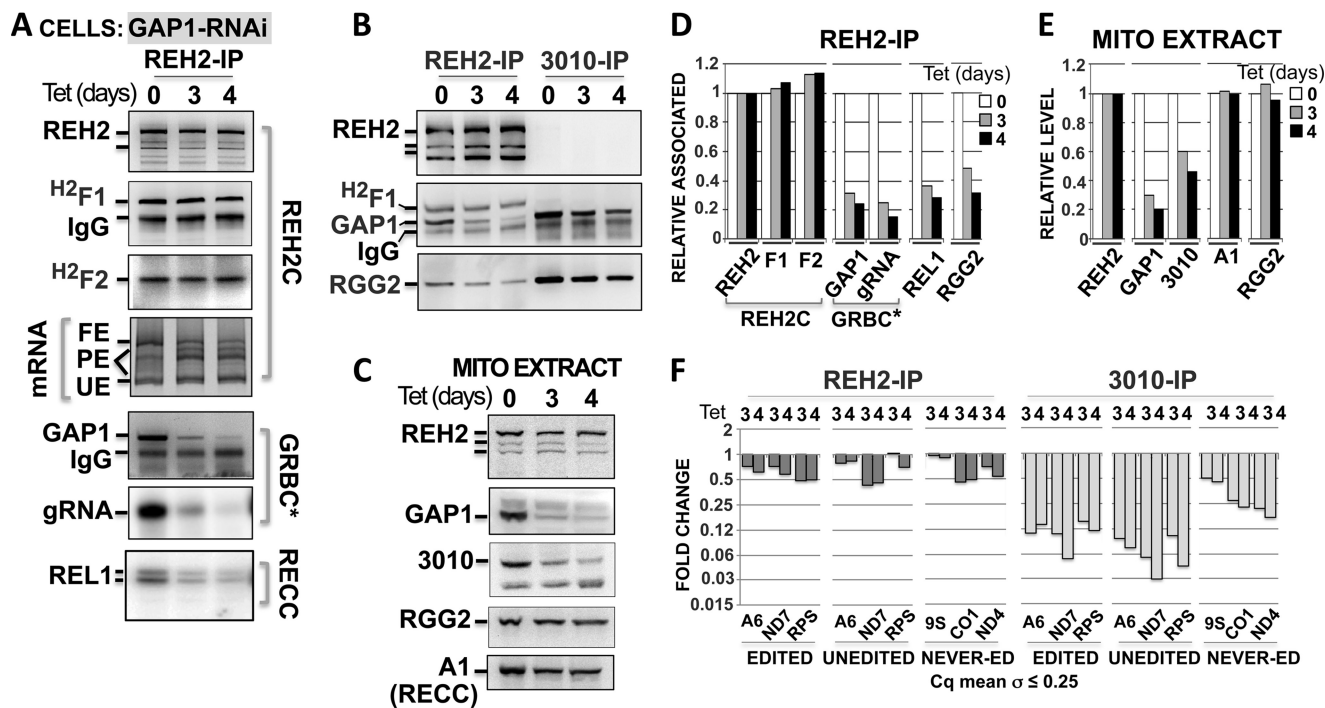 A CELLS: GAP1-RNAi
REH2-IP
Tet (days) 0 3 4
REH2
H2F1
IgG
H2F2
mRNA
FE
PE
UE
REH2C
GAP1
IgG
gRNA
GRBC*
REL1
RECC
B
REH2-IP 3010-IP
0 3 4 0 3 4
REH2
H2F1
GAP1
IgG
RGG2
C
MITO EXTRACT
Tet (days) 0 3 4
REH2
GAP1
3010
RGG2
A1
(RECC)
D
REH2-IP
Tet (days)
0
3
4
RELATIVE ASSOCIATED
1.2
1
0.8
0.6
0.4
0.2
0
REH2 F1 F2 GAP1 gRNA REL1 RGG2
REH2C GRBC*
E
MITO EXTRACT
Tet (days)
0
3
4
RELATIVE LEVEL
1.2
1
0.8
0.6
0.4
0.2
0
REH2 GAP1 3010 A1 RGG2
F
REH2-IP 3010-IP
Tet 3 4 3 4 3 4 3 4 3 4 3 4 3 4 3 4 3 4 3 4 3 4 3 4 3 4 3 4 3 4 3 4 3 4 3 4
FOLD CHANGE
2
1
0.5
0.25
0.12
0.06
0.03
0.015
A6 ND7 RPS A6 ND7 RPS 9S CO1 ND4 A6 ND7 RPS A6 ND7 RPS 9S CO1 ND4
EDITED UNEDITED NEVER-ED EDITED UNEDITED NEVER-ED
Cq mean σ ≤ 0.25